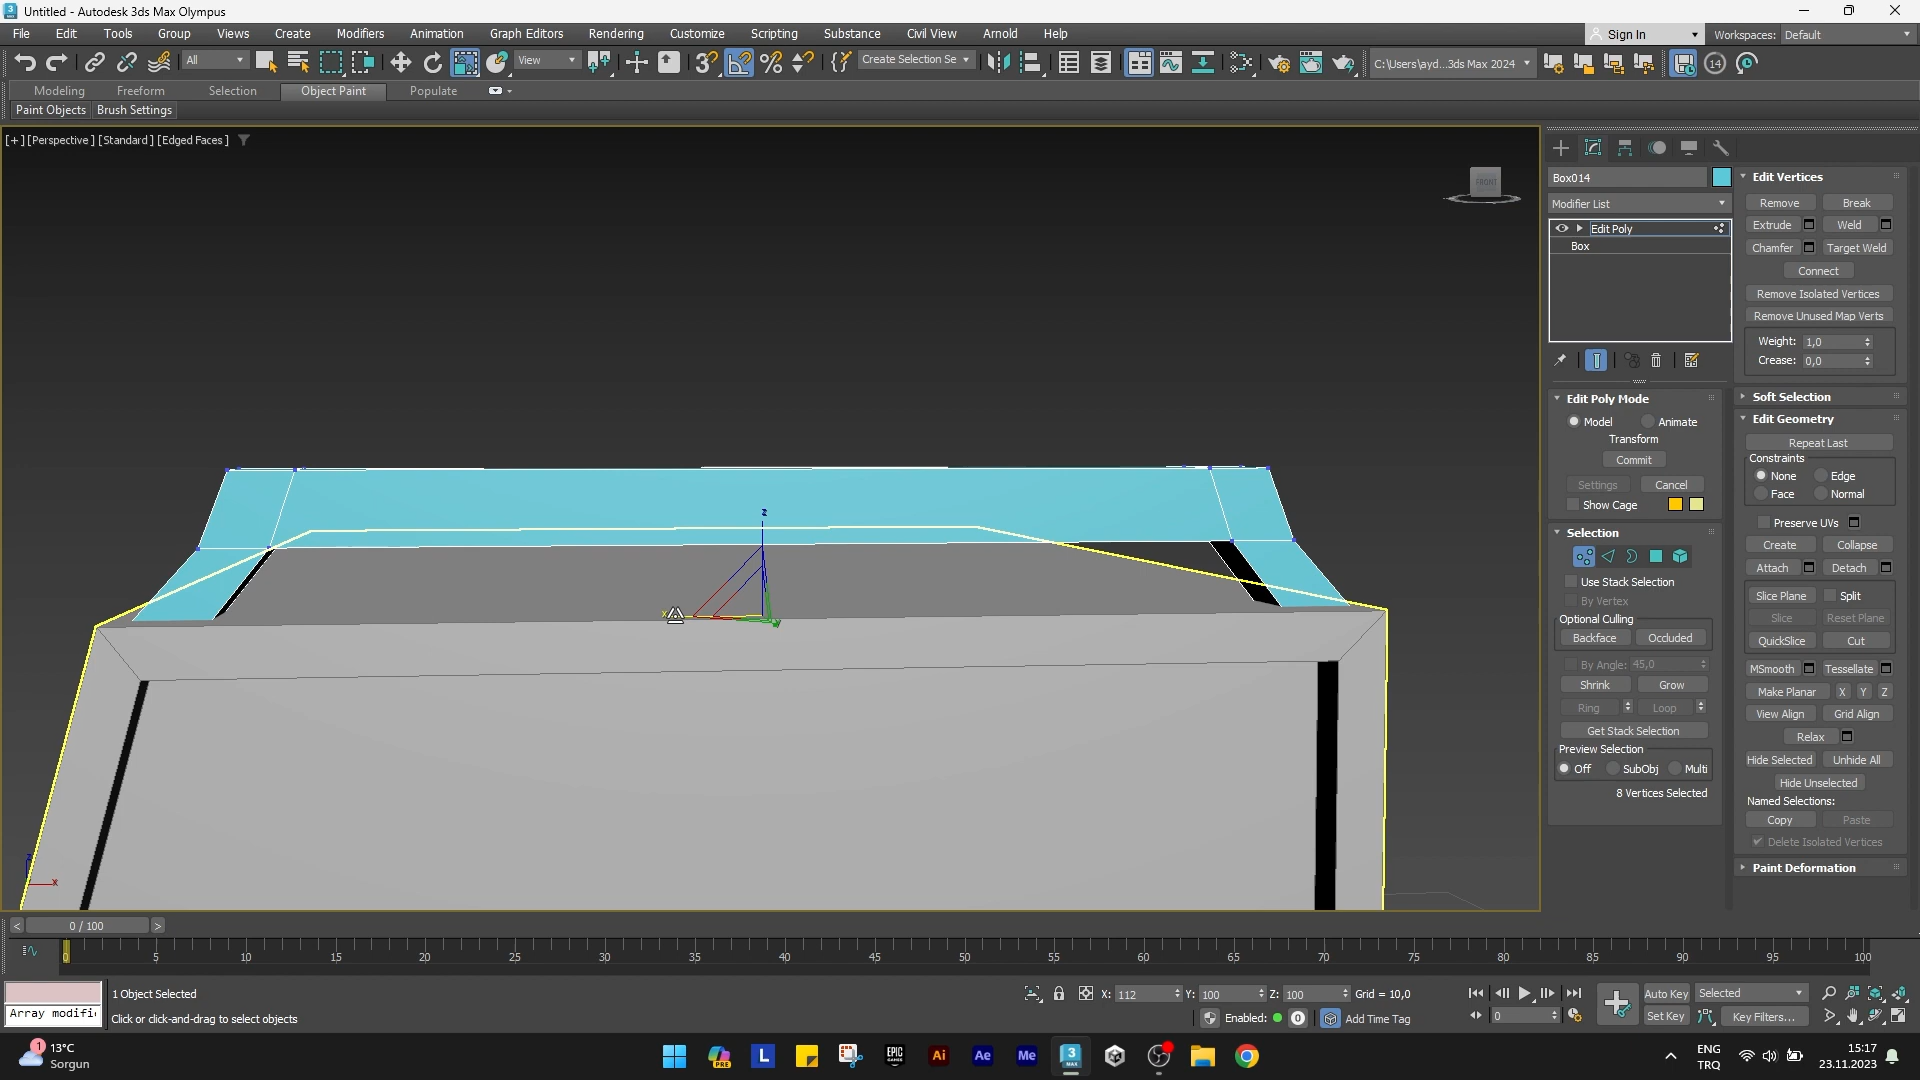 Untitled - Autodesk 3ds Max Olympus
File Edit Tools Group Views Create Modifiers Animation Graph Editors Rendering Customize Scripting Substance Civil View Arnold Help
Sign In
Workspaces: Default
All
View
Create Selection Se
C:\Users\ayd...3ds Max 2024
14
Modeling Freeform Selection Object Paint Populate
Paint Objects Brush Settings
[+] [Perspective] [Standard] [Edged Faces]
FRONT
z
x
y
x
Box014
Modifier List
Edit Poly
Box
Edit Poly Mode
Model Animate
Transform
Commit
Settings Cancel
Show Cage
Selection
Use Stack Selection
By Vertex
Optional Culling
Backface Occluded
By Angle: 45,0
Shrink Grow
Ring Loop
Get Stack Selection
Preview Selection
Off SubObj Multi
8 Vertices Selected
Edit Vertices
Remove Break
Extrude Weld
Chamfer Target Weld
Connect
Remove Isolated Vertices
Remove Unused Map Verts
Weight: 1,0
Crease: 0,0
Soft Selection
Edit Geometry
Repeat Last
Constraints
None Edge
Face Normal
Preserve UVs
Create Collapse
Attach Detach
Slice Plane Split
Slice Reset Plane
QuickSlice Cut
MSmooth Tessellate
Make Planar X Y Z
View Align Grid Align
Relax
Hide Selected Unhide All
Hide Unselected
Named Selections:
Copy Paste
Delete Isolated Vertices
Paint Deformation
< 0 / 100 >
0 5 10 15 20 25 30 35 40 45 50 55 60 65 70 75 80 85 90 95 100
1 Object Selected
X: 112 Y: 100 Z: 100 Grid = 10,0
Auto Key Selected
Array modifi
Click or click-and-drag to select objects
Enabled: 0 Add Time Tag
0
Set Key Key Filters...
1
13°C
Sorgun
PRE
L
EPIC
GAMES
Ai
Ae
Me
3
MAX
ENG
TRQ
15:17
23.11.2023